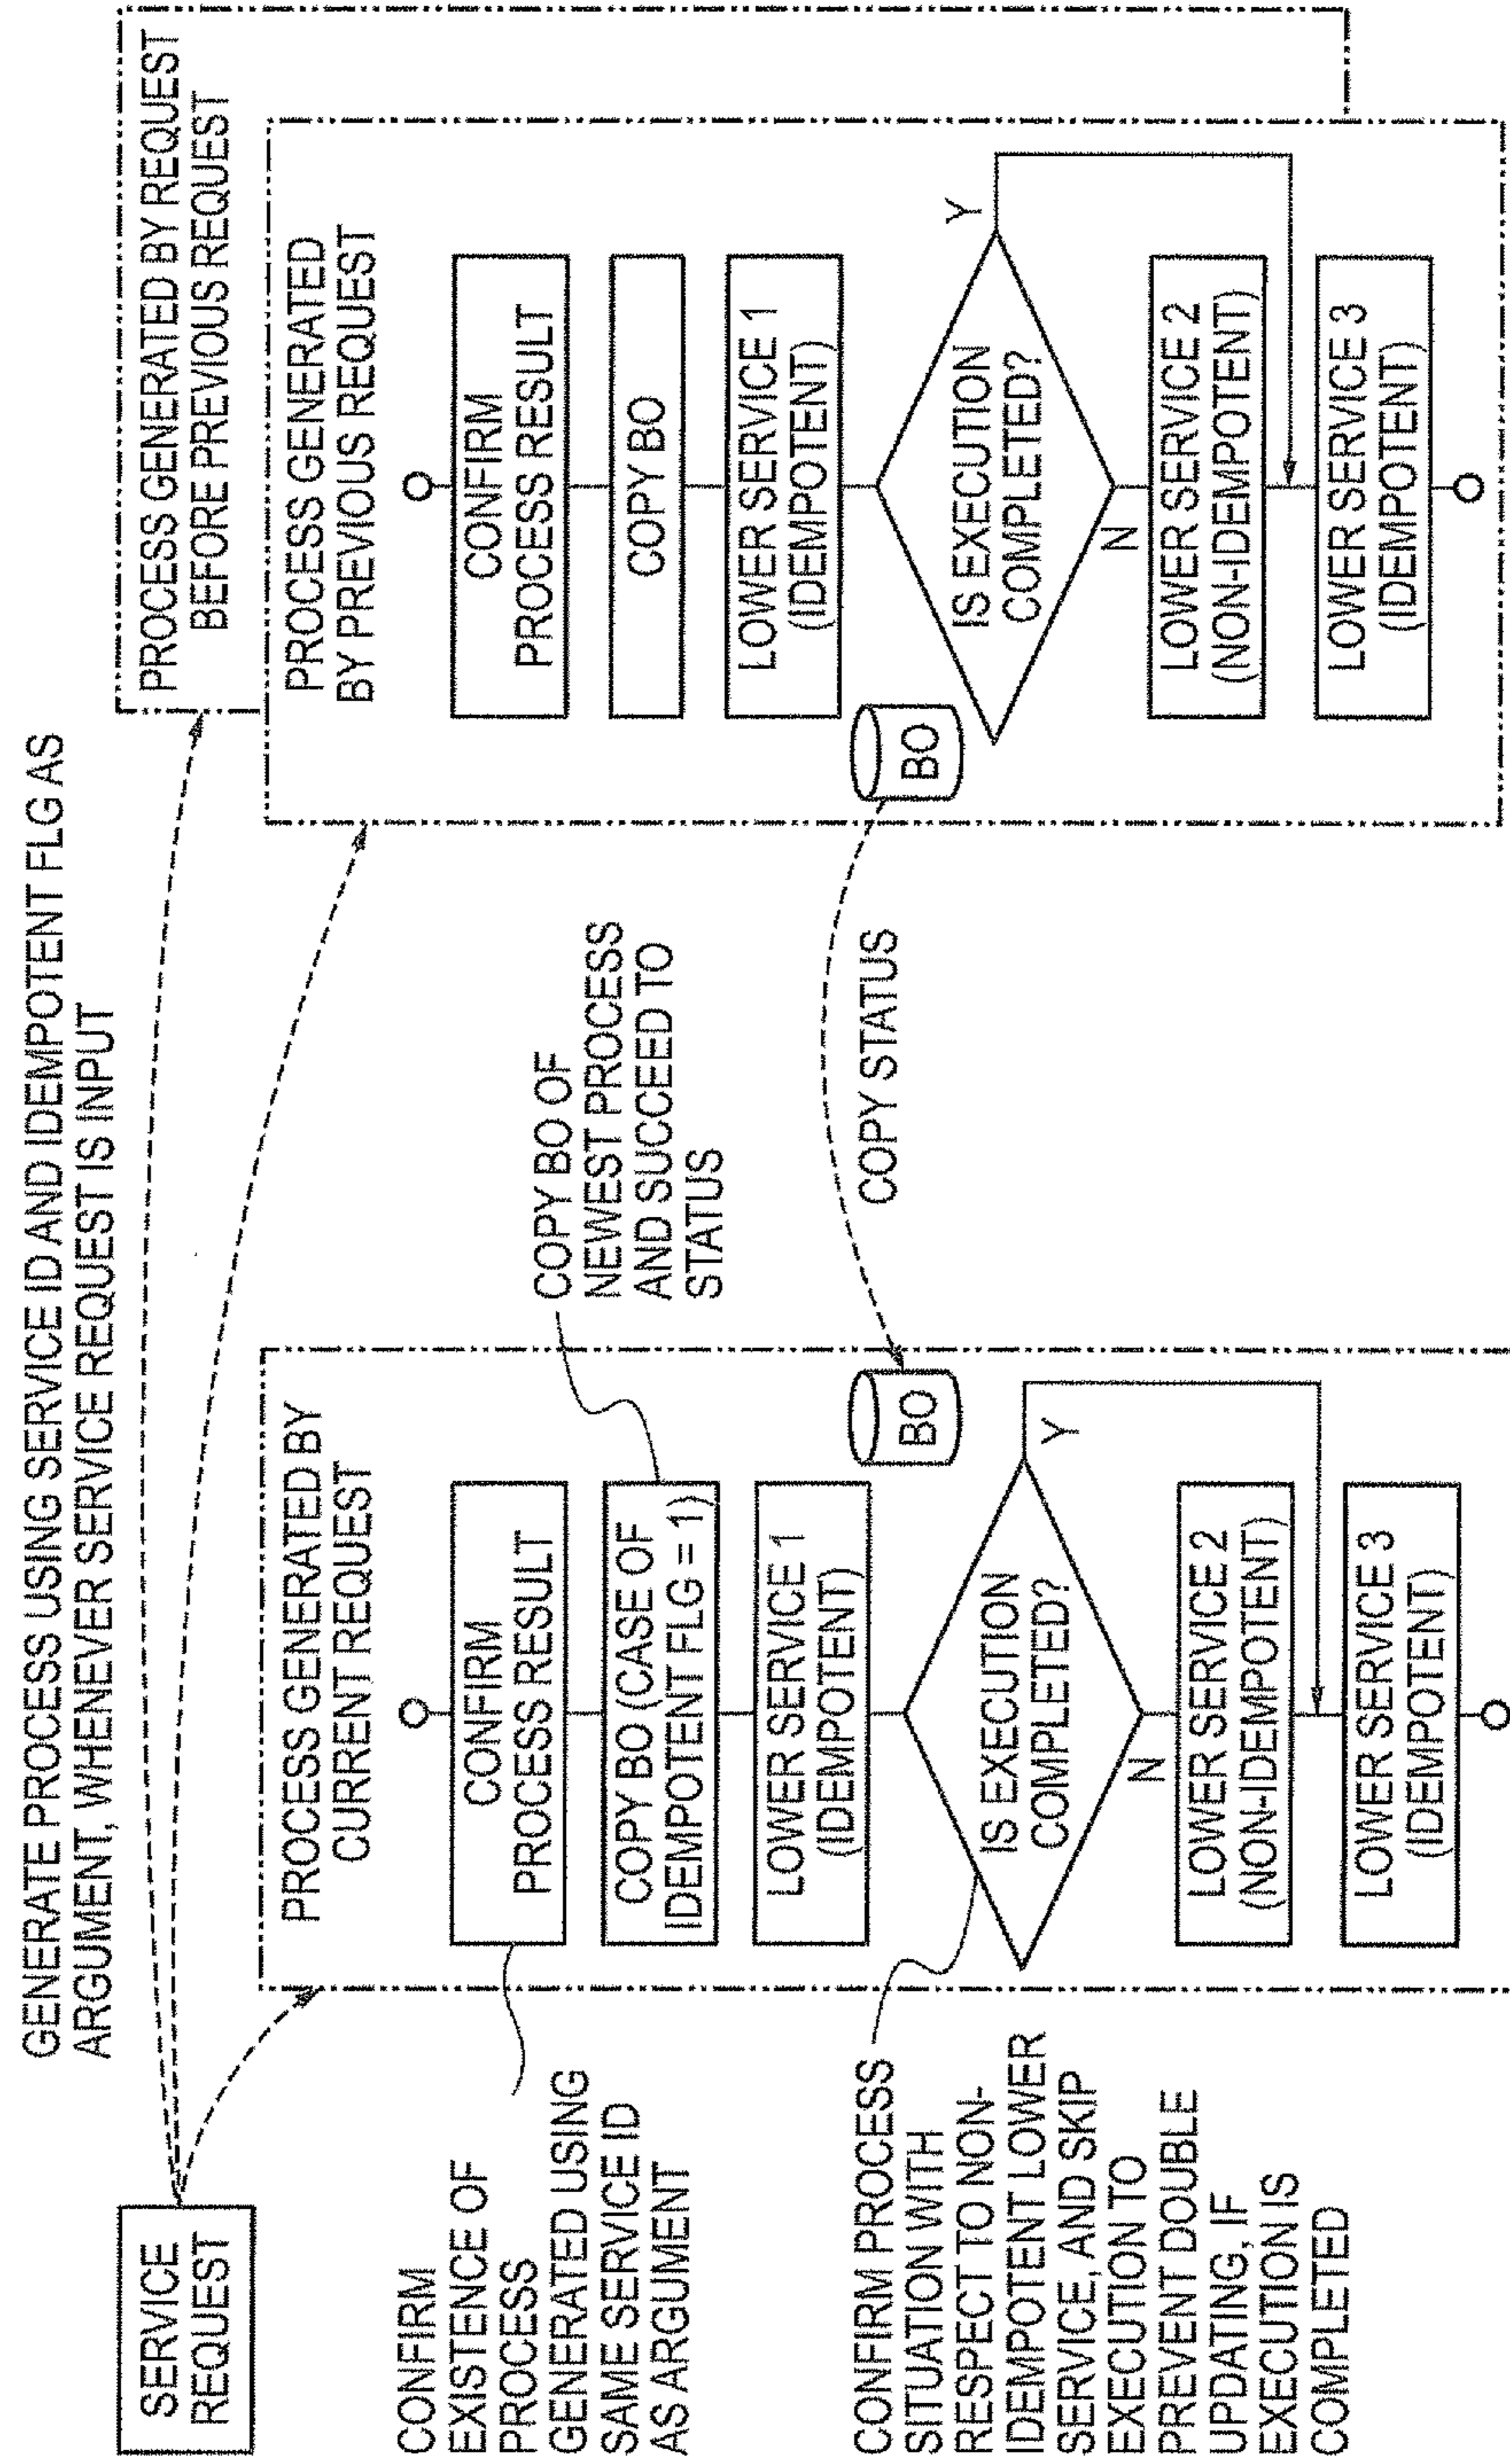 GENERATE PROCESS USING SERVICE ID AND IDEMPOTENT FLG AS
ARGUMENT, WHENEVER SERVICE REQUEST IS INPUT
SERVICE
REQUEST
CONFIRM
EXISTENCE OF
PROCESS
GENERATED USING
SAME SERVICE ID
AS ARGUMENT
CONFIRM PROCESS
SITUATION WITH
RESPECT TO NON-
IDEMPOTENT LOWER
SERVICE, AND SKIP
EXECUTION TO
PREVENT DOUBLE
UPDATING, IF
EXECUTION IS
COMPLETED
PROCESS GENERATED BY
CURRENT REQUEST
CONFIRM
PROCESS RESULT
COPY BO (CASE OF
IDEMPOTENT FLG = 1)
LOWER SERVICE 1
(IDEMPOTENT)
IS EXECUTION
COMPLETED?
Y
N
LOWER SERVICE 2
(NON-IDEMPOTENT)
LOWER SERVICE 3
(IDEMPOTENT)
BO
COPY BO OF
NEWEST PROCESS
AND SUCCEED TO
STATUS
COPY STATUS
PROCESS GENERATED BY REQUEST
BEFORE PREVIOUS REQUEST
PROCESS GENERATED
BY PREVIOUS REQUEST
CONFIRM
PROCESS RESULT
COPY BO
LOWER SERVICE 1
(IDEMPOTENT)
BO
IS EXECUTION
COMPLETED?
Y
N
LOWER SERVICE 2
(NON-IDEMPOTENT)
LOWER SERVICE 3
(IDEMPOTENT)